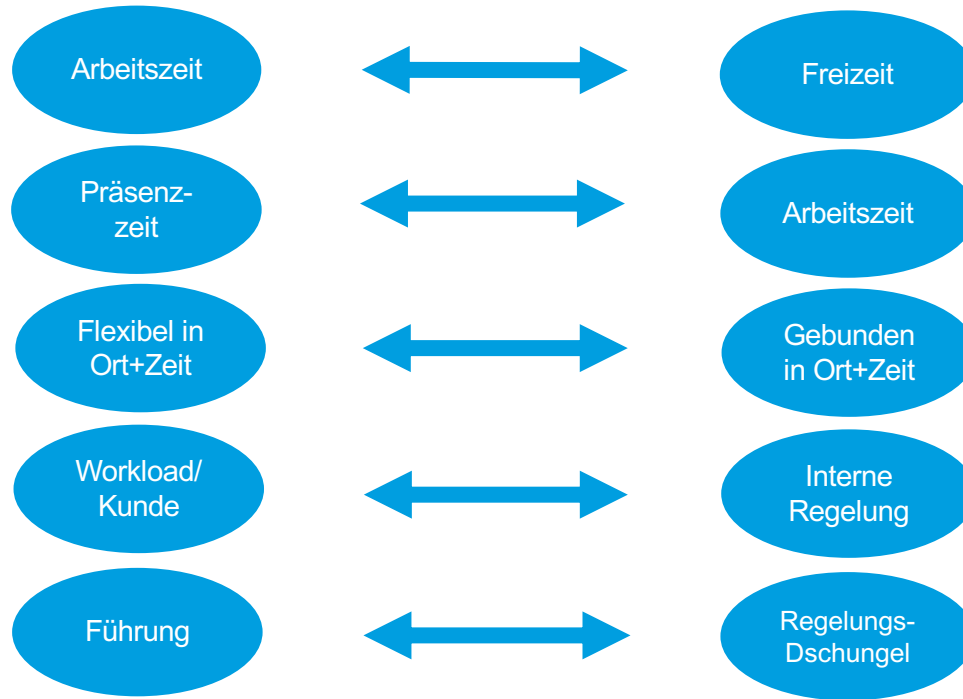 Arbeitszeit
Freizeit
Präsenz-
zeit
Arbeitszeit
Flexibel in
Ort+Zeit
Gebunden
in Ort+Zeit
Workload/
Kunde
Interne
Regelung
Führung
Regelungs-
Dschungel